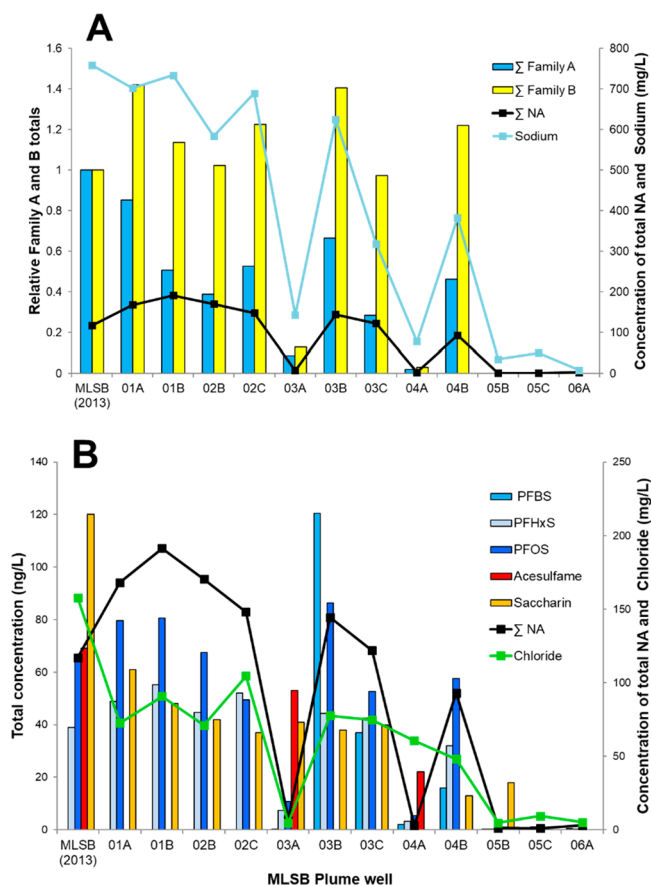 A
1.6
1.4
1.2
1
0.8
0.6
0.4
0.2
0
Relative Family A and B totals
800
700
600
500
400
300
200
100
0
Concentration of total NA and Sodium (mg/L)
∑ Family A
∑ Family B
∑ NA
Sodium
MLSB 01A 01B 02B 02C 03A 03B 03C 04A 04B 05B 05C 06A
(2013)
B
140
120
100
80
60
40
20
0
Total concentration (ng/L)
250
200
150
100
50
0
Concentration of total NA and Chloride (mg/L)
PFBS
PFHxS
PFOS
Acesulfame
Saccharin
∑ NA
Chloride
MLSB 01A 01B 02B 02C 03A 03B 03C 04A 04B 05B 05C 06A
(2013)
MLSB Plume well